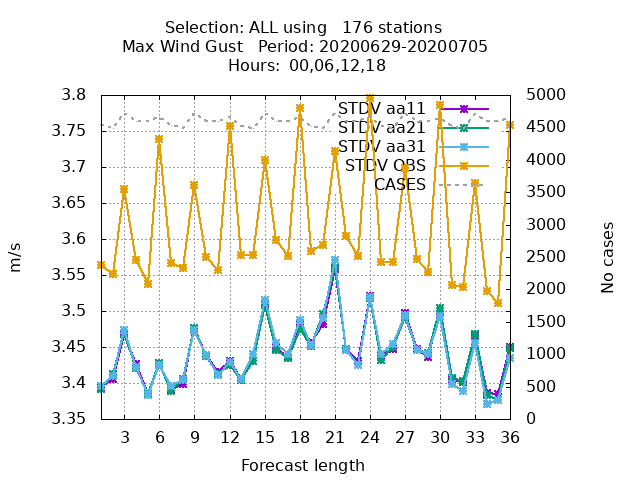 Selection: ALL using   176 stations
Max Wind Gust   Period: 20200629-20200705
Hours:  00,06,12,18
3.8
3.75
3.7
3.65
3.6
3.55
3.5
3.45
3.4
3.35
m/s
STDV aa11
STDV aa21
STDV aa31
STDV OBS
CASES
5000
4500
4000
3500
3000
2500
2000
1500
1000
500
0
No cases
3 6 9 12 15 18 21 24 27 30 33 36
Forecast length